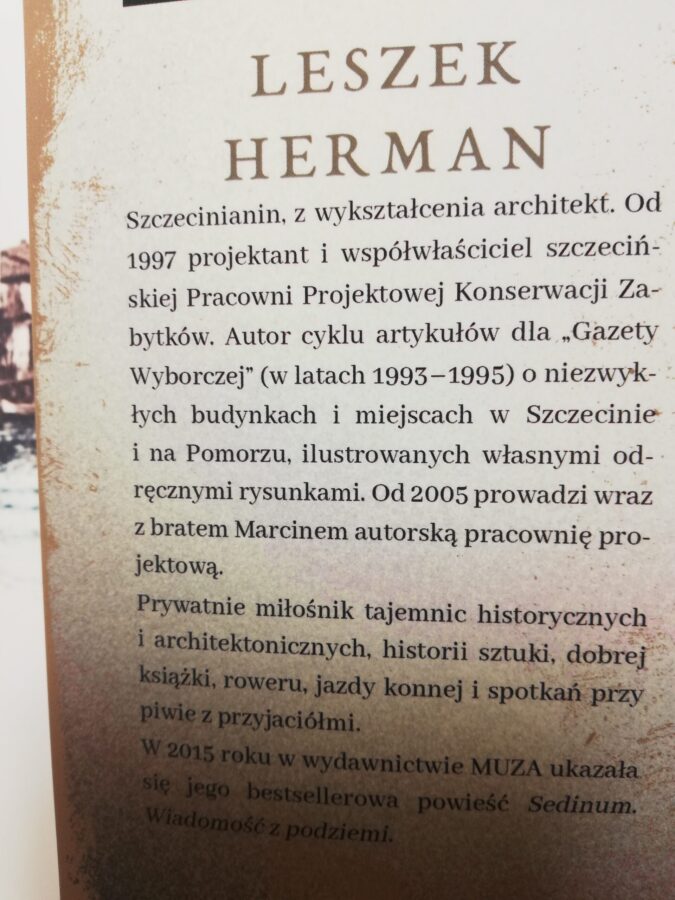 LESZEK
HERMAN
Szczecinianin, z wykształcenia architekt. Od
1997 projektant i współwłaściciel szczeciń-
skiej Pracowni Projektowej Konserwacji Za-
bytków. Autor cyklu artykułów dla „Gazety
Wyborczej” (w latach 1993–1995) o niezwyk-
łych budynkach i miejscach w Szczecinie
i na Pomorzu, ilustrowanych własnymi od-
ręcznymi rysunkami. Od 2005 prowadzi wraz
z bratem Marcinem autorską pracownię pro-
jektową.
Prywatnie miłośnik tajemnic historycznych
i architektonicznych, historii sztuki, dobrej
książki, roweru, jazdy konnej i spotkań przy
piwie z przyjaciółmi.
W 2015 roku w wydawnictwie MUZA ukazała
się jego bestsellerowa powieść Sedinum.
Wiadomość z podziemi.